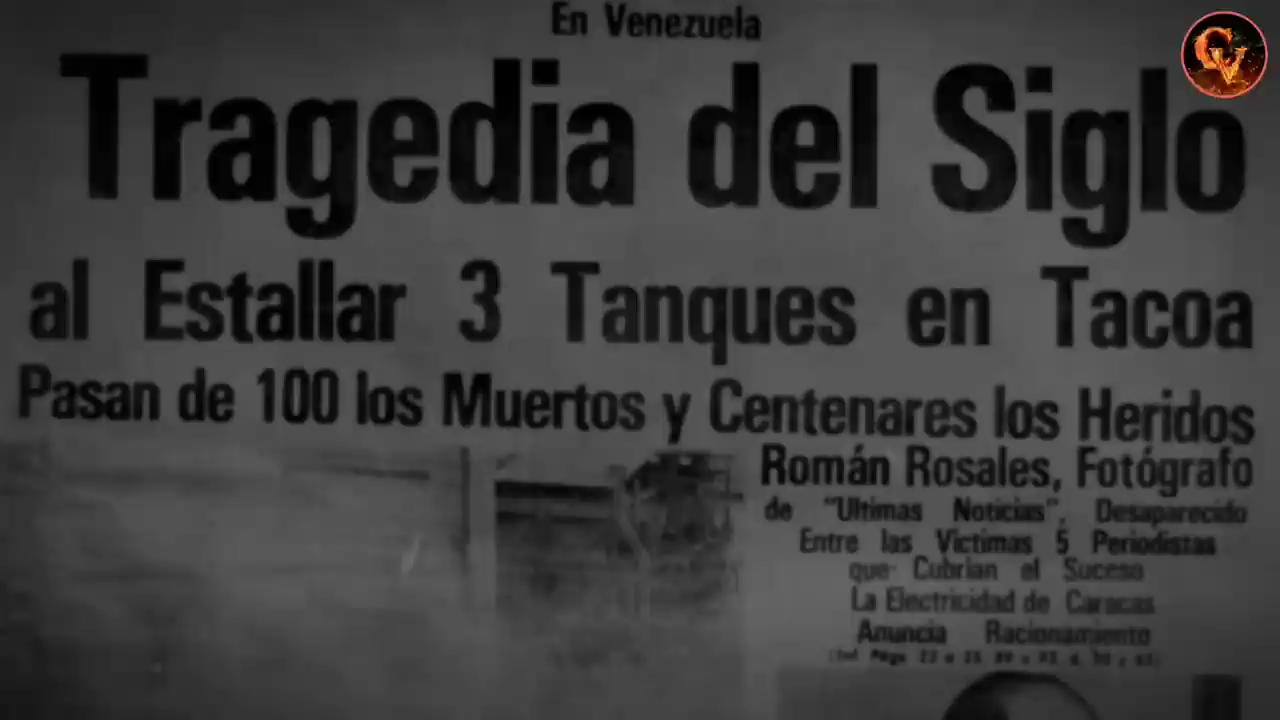 En Venezuela
Tragedia del Siglo
al Estallar 3 Tanques en Tacoa
Pasan de 100 los Muertos y Centenares los Heridos
Román Rosales, Fotógrafo
de "Ultimas Noticias", Desaparecido
Entre las Víctimas 5 Periodistas
que Cubrían el Suceso
La Electricidad de Caracas
Anuncia Racionamiento
CV